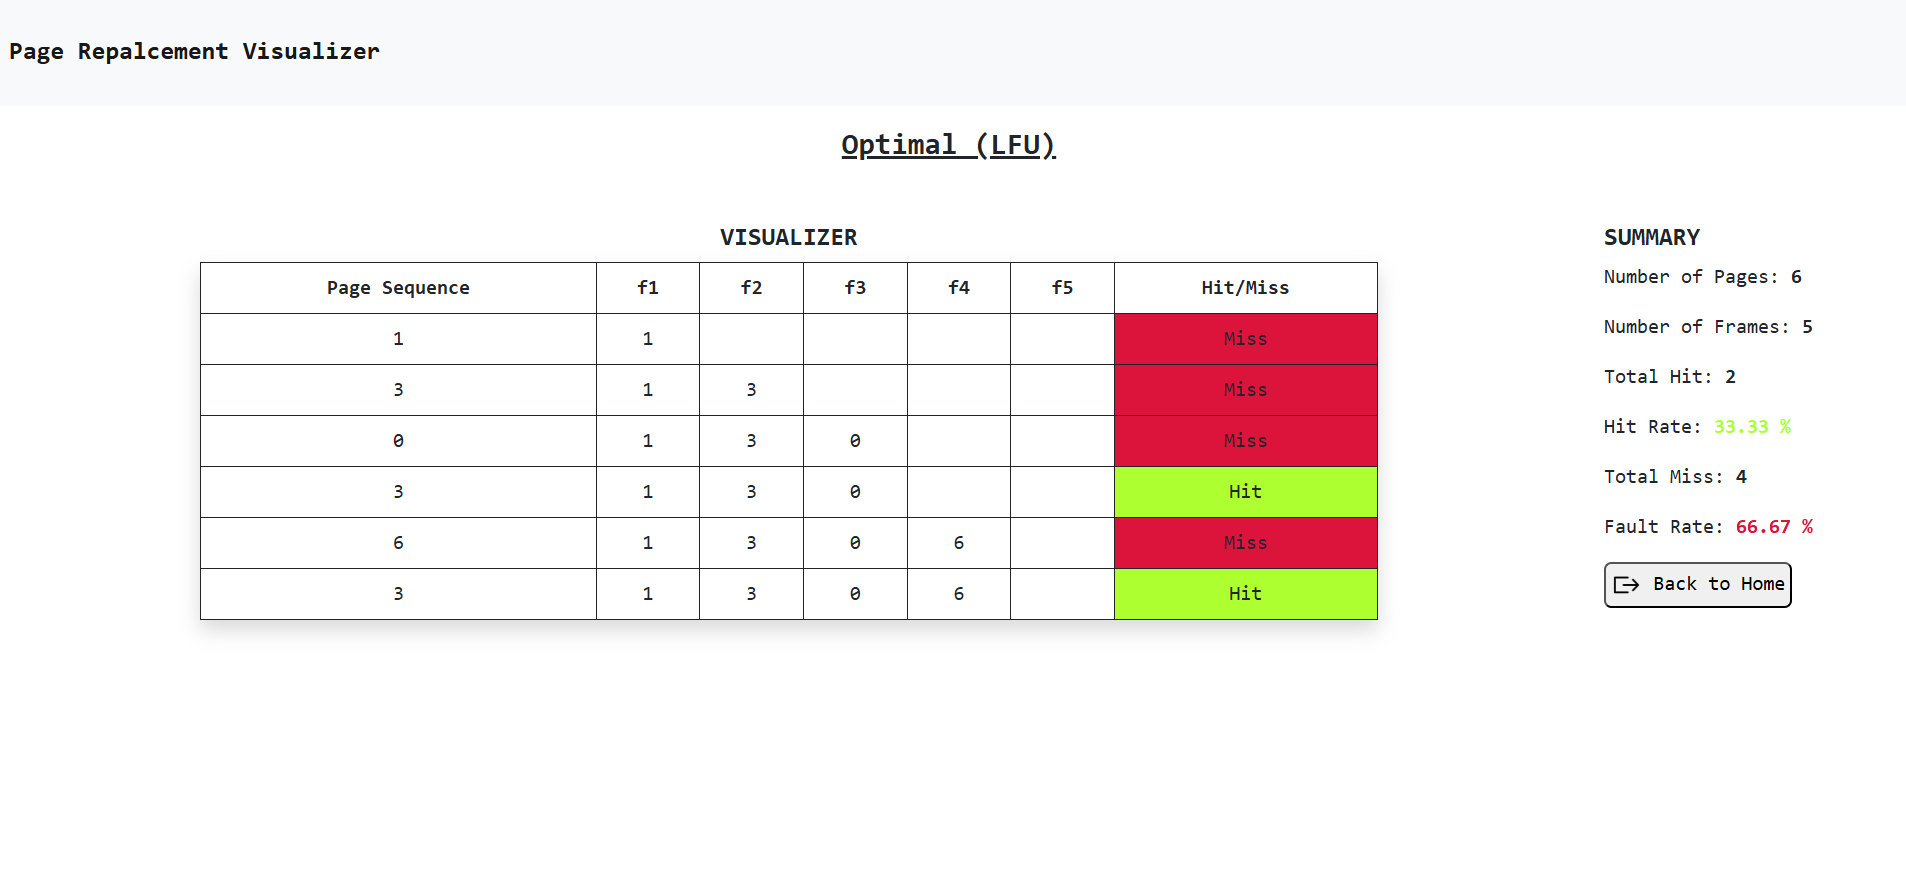 Page Repalcement Visualizer
Optimal (LFU)
VISUALIZER
Page Sequence f1 f2 f3 f4 f5 Hit/Miss
1 1 Miss
3 1 3 Miss
0 1 3 0 Miss
3 1 3 0 Hit
6 1 3 0 6 Miss
3 1 3 0 6 Hit
SUMMARY
Number of Pages: 6
Number of Frames: 5
Total Hit: 2
Hit Rate: 33.33 %
Total Miss: 4
Fault Rate: 66.67 %
Back to Home